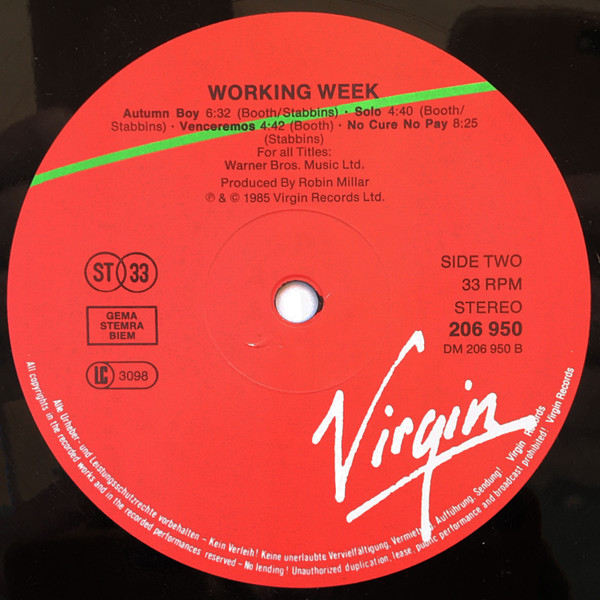 WORKING WEEK
Autumn Boy 6:32 (Booth/Stabbins) · Solo 4:40 (Booth/
Stabbins) · Venceremos 4:42 (Booth) · No Cure No Pay 8:25
(Stabbins)
For all Titles:
Warner Bros. Music Ltd.
Produced By Robin Millar
℗ & © 1985 Virgin Records Ltd.
ST 33
GEMA
STEMRA
BIEM
LC 3098
SIDE TWO
33 RPM
STEREO
206 950
DM 206 950 B
Virgin
Alle Urheber- und Leistungsschutzrechte vorbehalten – Kein Verleih! Keine unerlaubte Vervielfältigung, Vermietung, Aufführung, Sendung! Virgin Records
All copyrights in the recorded works and in the recorded performances reserved – No lending! Unauthorized duplication, lease, public performance and broadcast prohibited! Virgin Records